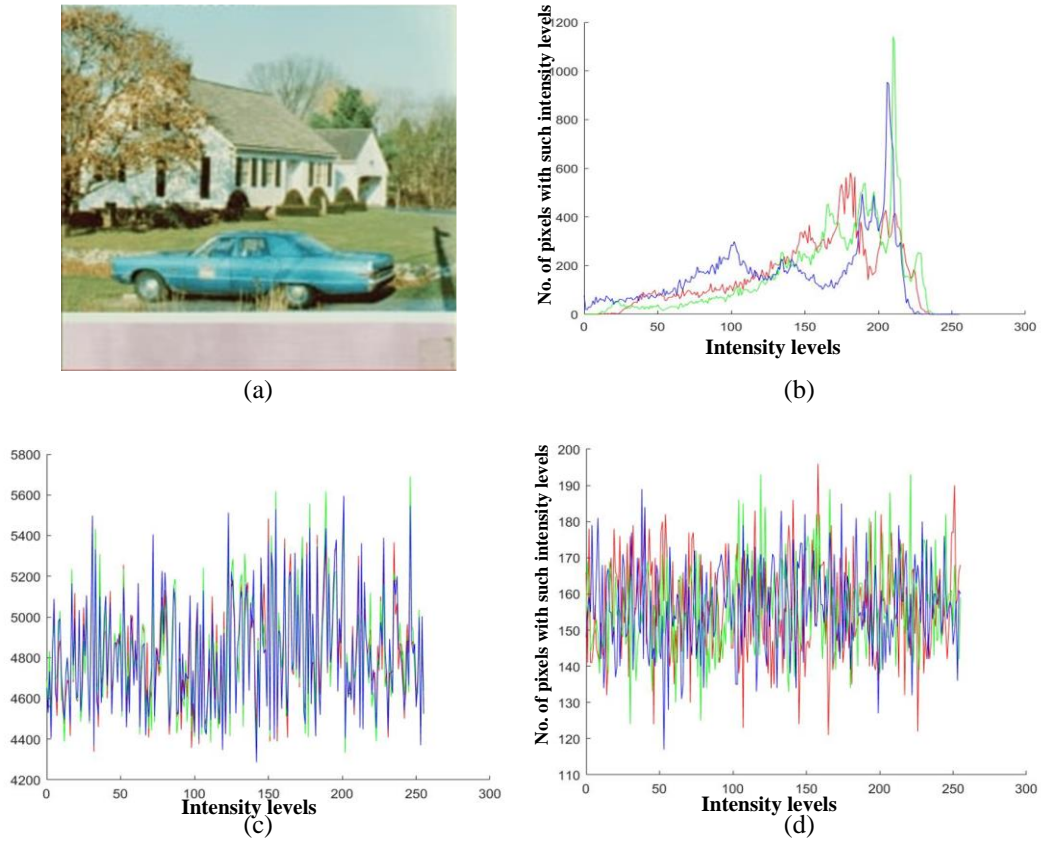 No. of pixels with such intensity levels
1200
1000
800
600
400
200
0
0 50 100 150 200 250 300
Intensity levels
(a)
(b)
5800
5600
5400
5200
5000
4800
4600
4400
4200
0 50 100 150 200 250 300
Intensity levels
(c)
No. of pixels with such intensity levels
200
190
180
170
160
150
140
130
120
110
0 50 100 150 200 250 300
Intensity levels
(d)